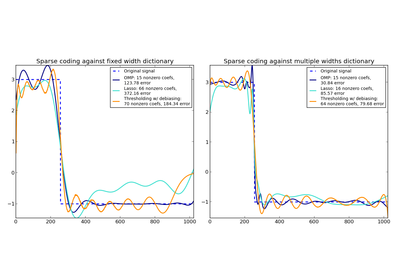 Sparse coding against fixed width dictionary
Original signal
OMP: 15 nonzero coefs,
123.78 error
Lasso: 66 nonzero coefs,
372.16 error
Thresholding w/ debiasing:
70 nonzero coefs, 184.34 error
3
2
1
0
−1
0
200
400
600
800
1000
Sparse coding against multiple widths dictionary
Original signal
OMP: 15 nonzero coefs,
30.84 error
Lasso: 16 nonzero coefs,
85.57 error
Thresholding w/ debiasing:
64 nonzero coefs, 79.68 error
3
2
1
0
−1
0
200
400
600
800
1000